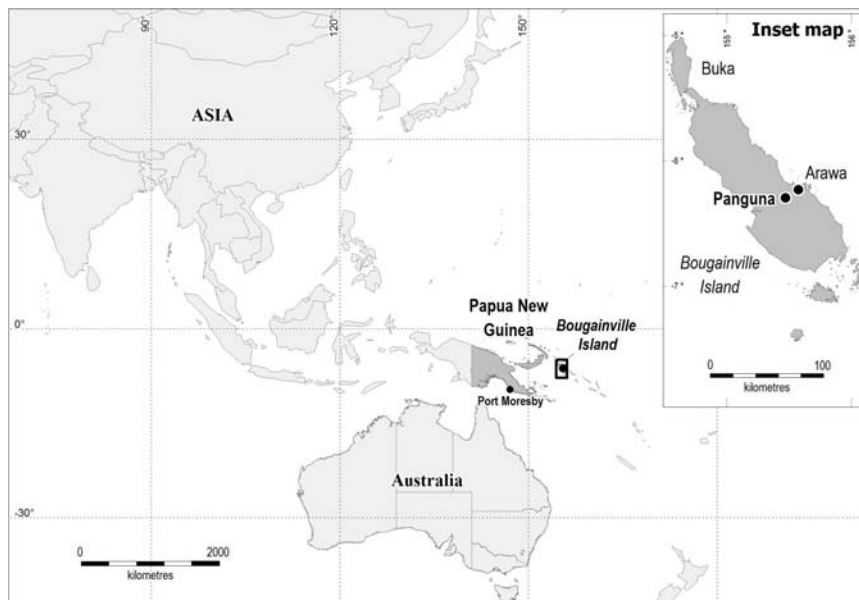 90°
120°
150°
ASIA
30°
0°
-30°
Papua New
Guinea
Bougainville
Island
Port Moresby
Australia
0 2000
kilometres
Inset map
155
156
-5°
-6°
-7°
Buka
Arawa
Panguna
Bougainville
Island
0 100
kilometres